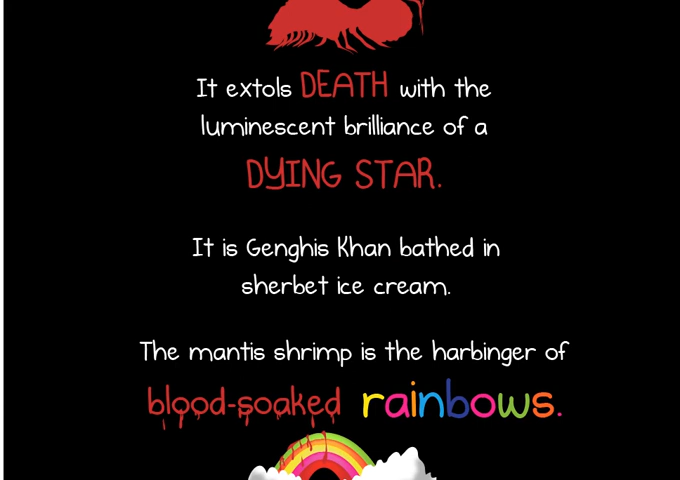 It extols DEATH with the
luminescent brilliance of a
DYING STAR.
It is Genghis Khan bathed in
sherbet ice cream.
The mantis shrimp is the harbinger of
blood-soaked rainbows.